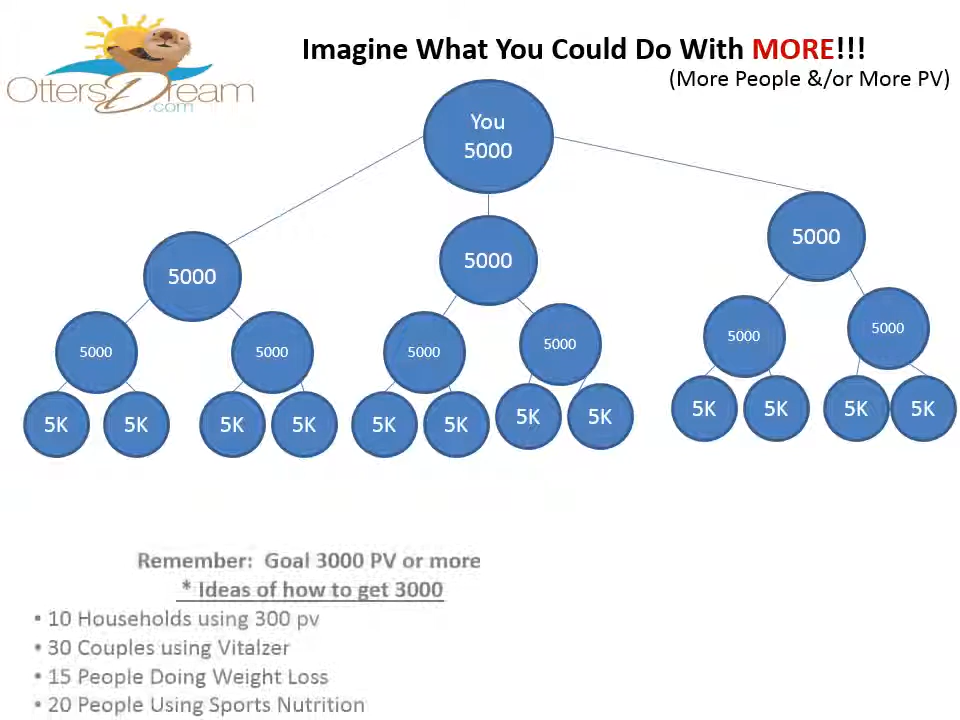 OttersDream
.com
Imagine What You Could Do With MORE!!!
(More People &/or More PV)
You
5000
5000
5000
5000
5000
5000
5000
5000
5000
5000
5K
5K
5K
5K
5K
5K
5K
5K
5K
5K
5K
5K
Remember: Goal 3000 PV or more
* Ideas of how to get 3000
• 10 Households using 300 pv
• 30 Couples using Vitalzer
• 15 People Doing Weight Loss
• 20 People Using Sports Nutrition